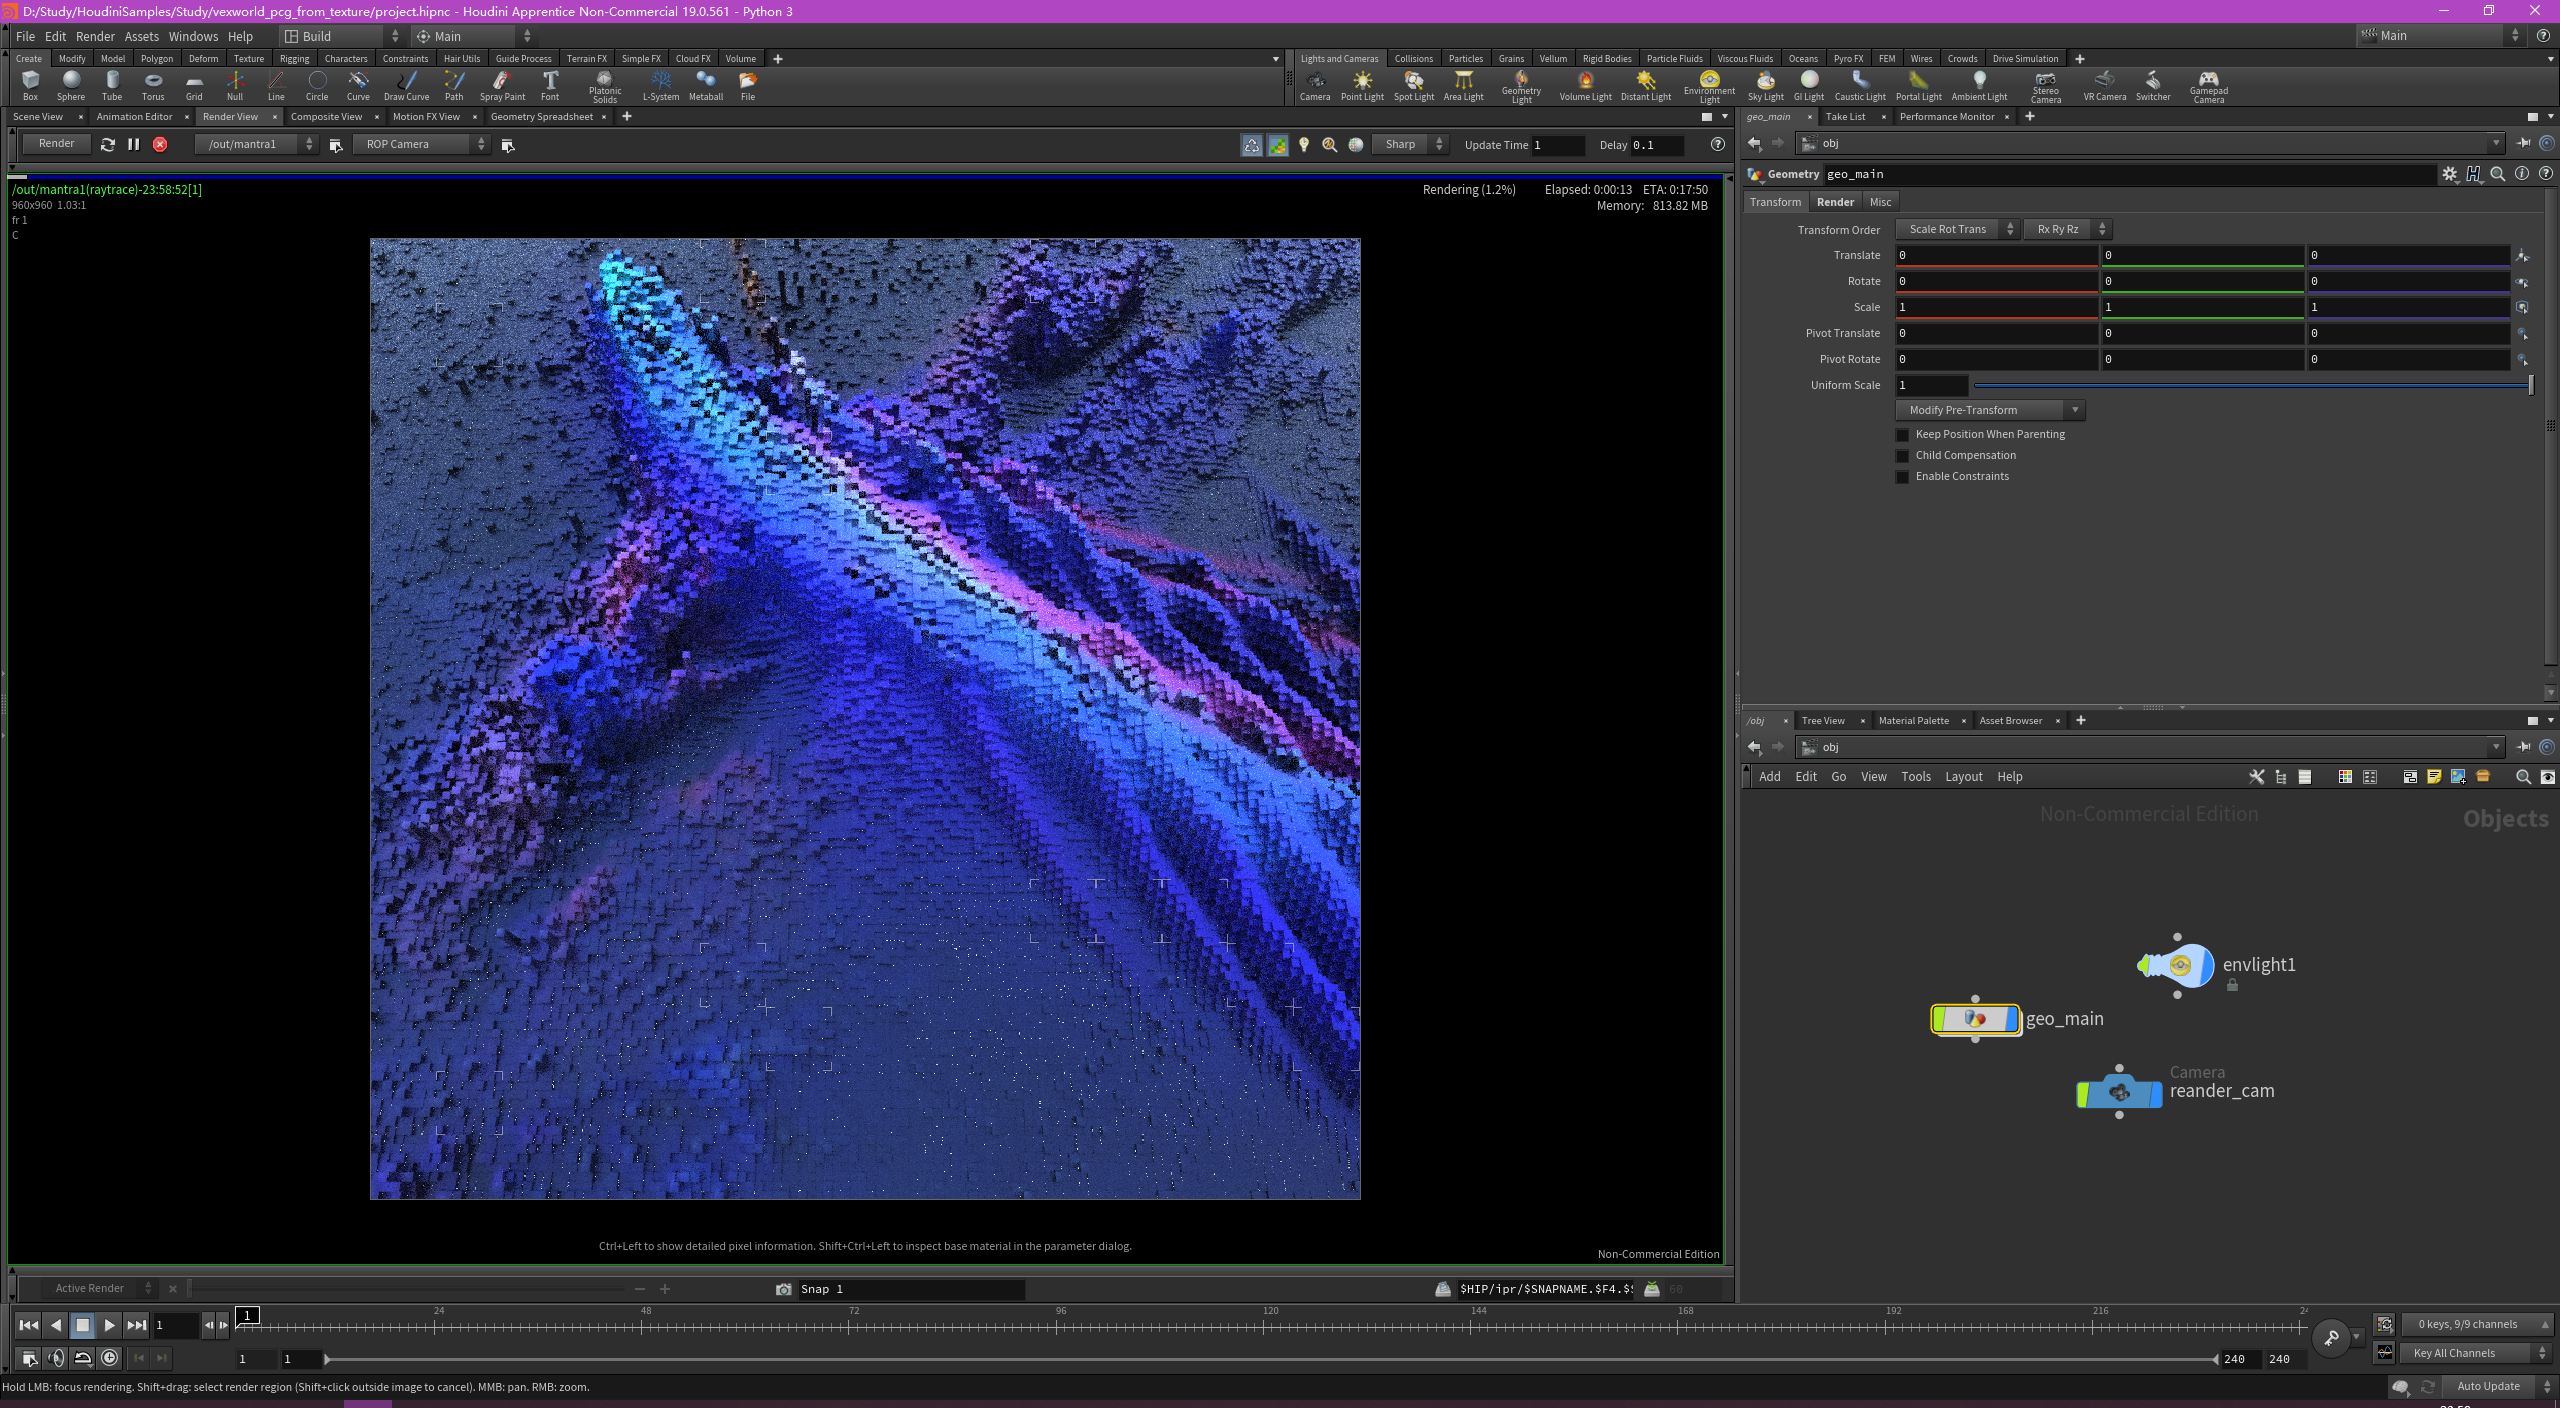 D:/Study/HoudiniSamples/Study/vexworld_pcg_from_texture/project.hipnc - Houdini Apprentice Non-Commercial 19.0.561 - Python 3
File Edit Render Assets Windows Help Build Main Main
Create Modify Model Polygon Deform Texture Rigging Characters Constraints Hair Utils Guide Process Terrain FX Simple FX Cloud FX Volume
Lights and Cameras Collisions Particles Grains Vellum Rigid Bodies Particle Fluids Viscous Fluids Oceans Pyro FX FEM Wires Crowds Drive Simulation
Box Sphere Tube Torus Grid Null Line Circle Curve Draw Curve Path Spray Paint Font Platonic Solids L-System Metaball File
Camera Point Light Spot Light Area Light Geometry Light Volume Light Distant Light Environment Light Sky Light GI Light Caustic Light Portal Light Ambient Light Stereo Camera VR Camera Switcher Gamepad Camera
Scene View Animation Editor Render View Composite View Motion FX View Geometry Spreadsheet
geo_main Take List Performance Monitor
Render /out/mantra1 ROP Camera Sharp Update Time 1 Delay 0.1
obj
Geometry geo_main
/out/mantra1(raytrace)-23:58:52[1]
960x960 1.03:1
fr 1
C
Rendering (1.2%) Elapsed: 0:00:13 ETA: 0:17:50
Memory: 813.82 MB
Transform Render Misc
Transform Order Scale Rot Trans Rx Ry Rz
Translate 0 0 0
Rotate 0 0 0
Scale 1 1 1
Pivot Translate 0 0 0
Pivot Rotate 0 0 0
Uniform Scale 1
Modify Pre-Transform
Keep Position When Parenting
Child Compensation
Enable Constraints
/obj Tree View Material Palette Asset Browser
obj
Add Edit Go View Tools Layout Help
Non-Commercial Edition Objects
envlight1
geo_main
Camera
reander_cam
Ctrl+Left to show detailed pixel information. Shift+Ctrl+Left to inspect base material in the parameter dialog.
Non-Commercial Edition
Active Render Snap 1 $HIP/ipr/$SNAPNAME.$F4.$ 60
1 1 24 48 72 96 120 144 168 192 216
0 keys, 9/9 channels
1 1 240 240 Key All Channels
Hold LMB: focus rendering. Shift+drag: select render region (Shift+click outside image to cancel). MMB: pan. RMB: zoom.
Auto Update